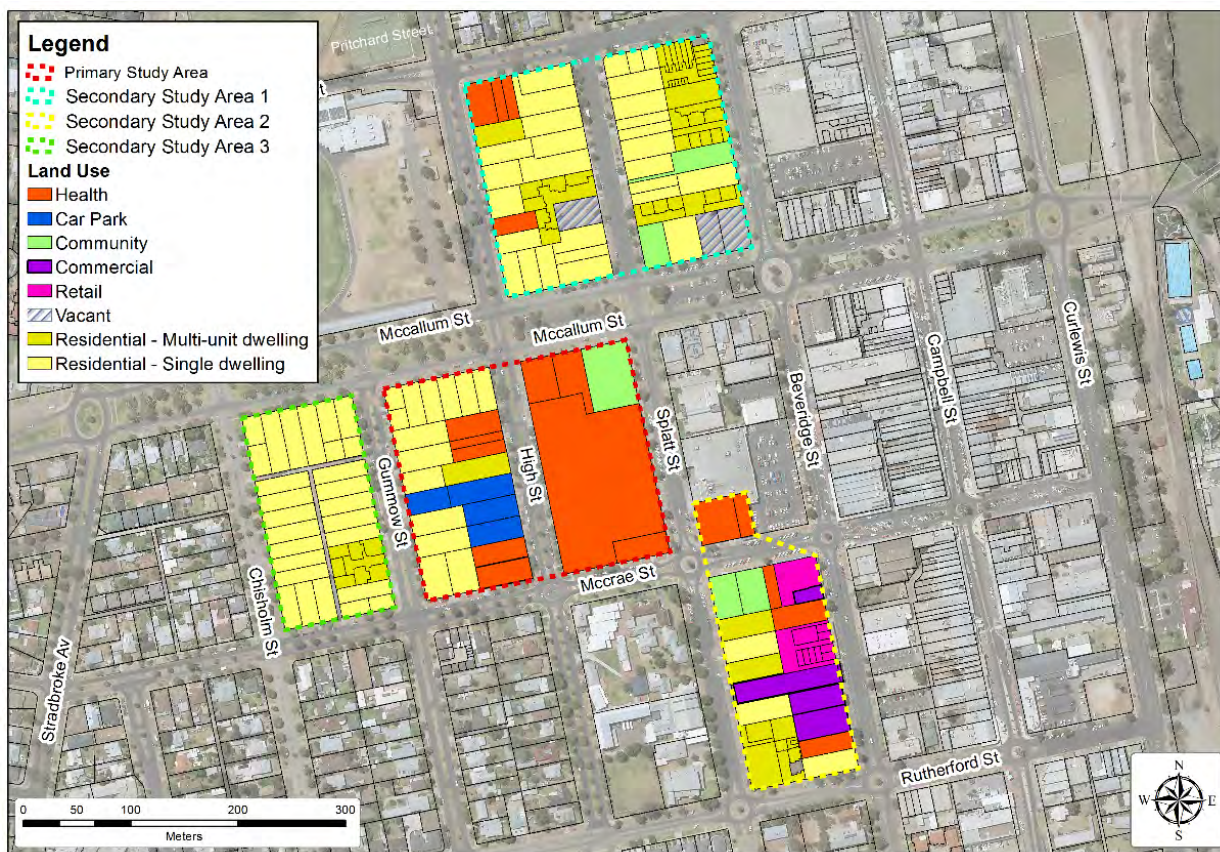 Legend
Primary Study Area
Secondary Study Area 1
Secondary Study Area 2
Secondary Study Area 3
Land Use
Health
Car Park
Community
Commercial
Retail
Vacant
Residential - Multi-unit dwelling
Residential - Single dwelling
Pritchard Street
Mccallum St
Mccallum St
Curlewis St
Campbell St
Beveridge St
Splatt St
High St
Gummow St
Mccrae St
Chisholm St
Stradbroke Av
Rutherford St
0 50 100 200 300
Meters
N
W E
S